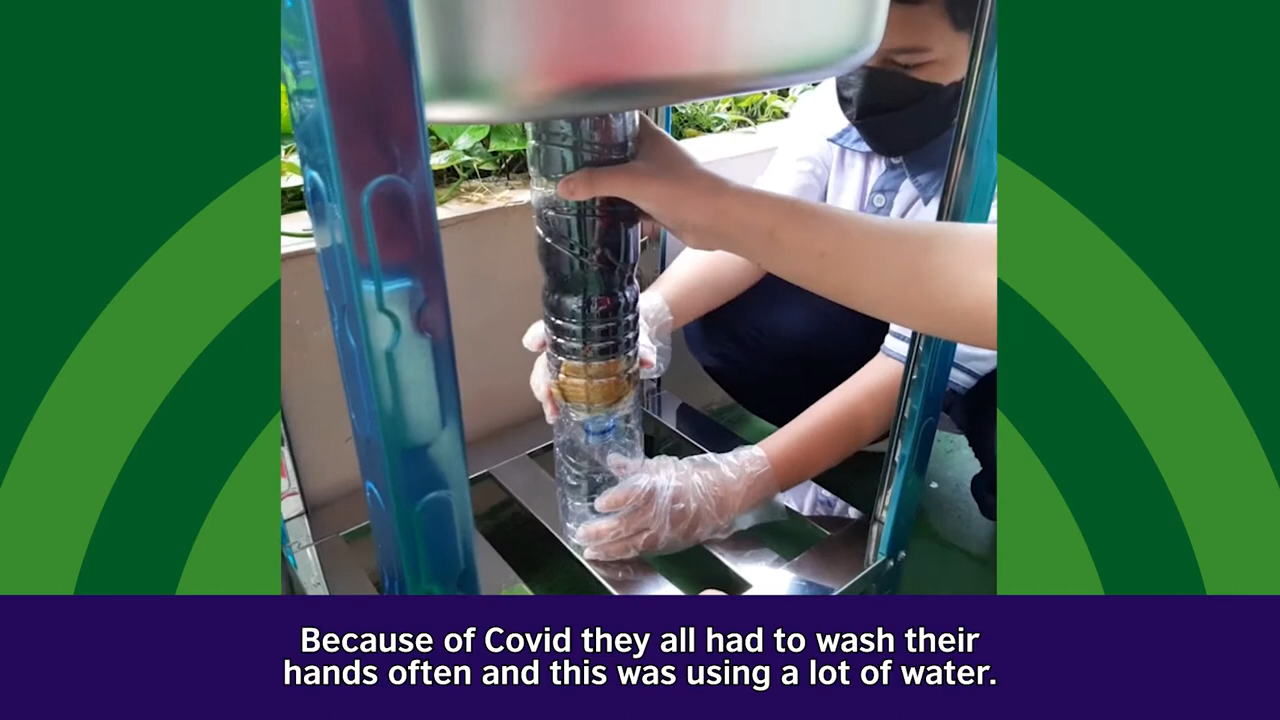 Because of Covid they all had to wash their
hands often and this was using a lot of water.